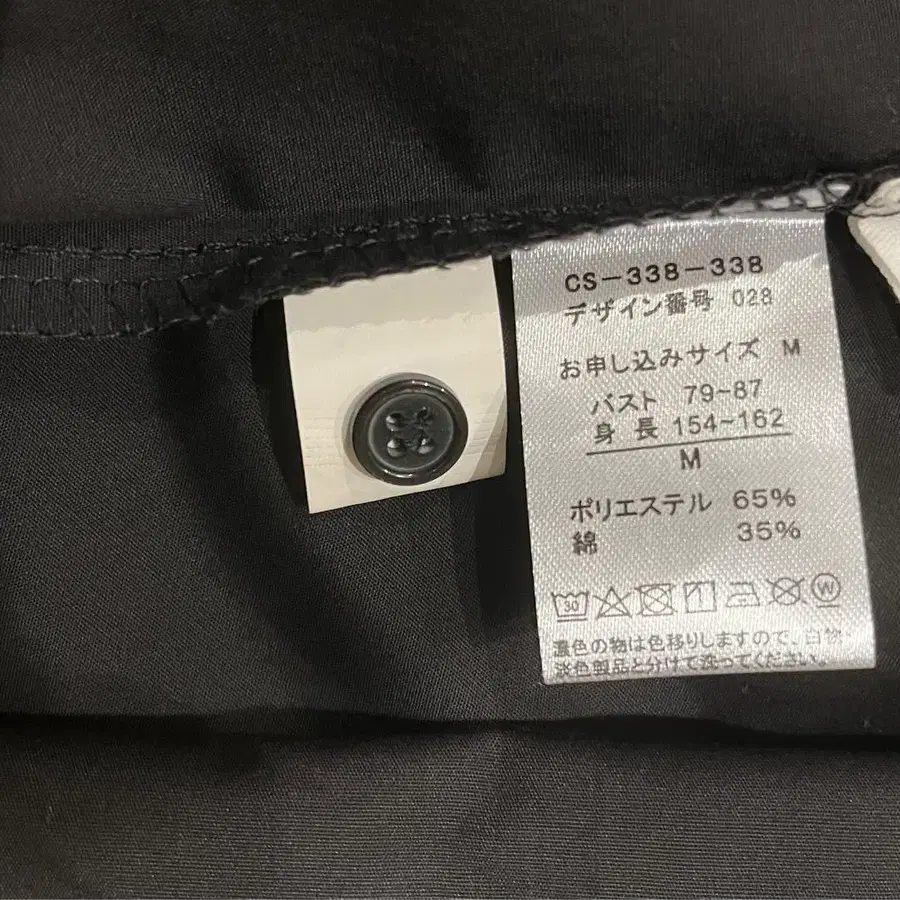 CS-338-338
デザイン番号 028
お申し込みサイズ M
バスト 79~87
身長 154~162
M
ポリエステル 65%
綿 35%
30 W
濃色の物は色移りしますので、白物・
淡色部品と分けて洗ってください。